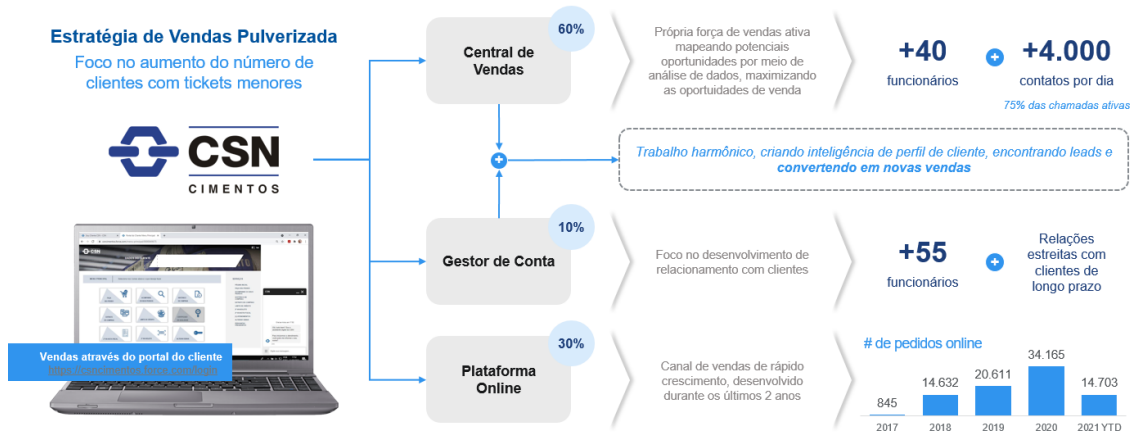 Estratégia de Vendas Pulverizada
Foco no aumento do número de
clientes com tickets menores
CSN
CIMENTOS
Vendas através do portal do cliente
Central de
Vendas
60%
Própria força de vendas ativa
mapeando potenciais
oportunidades por meio de
análise de dados, maximizando
as oportuidades de venda
+40
funcionários
+4.000
contatos por dia
75% das chamadas ativas
Trabalho harmônico, criando inteligência de perfil de cliente, encontrando leads e
convertendo em novas vendas
Gestor de Conta
10%
Foco no desenvolvimento de
relacionamento com clientes
+55
funcionários
Relações
estreitas com
clientes de
longo prazo
Plataforma
Online
30%
Canal de vendas de rápido
crescimento, desenvolvido
durante os últimos 2 anos
# de pedidos online
845
14.632
20.611
34.165
14.703
2017
2018
2019
2020
2021 YTD